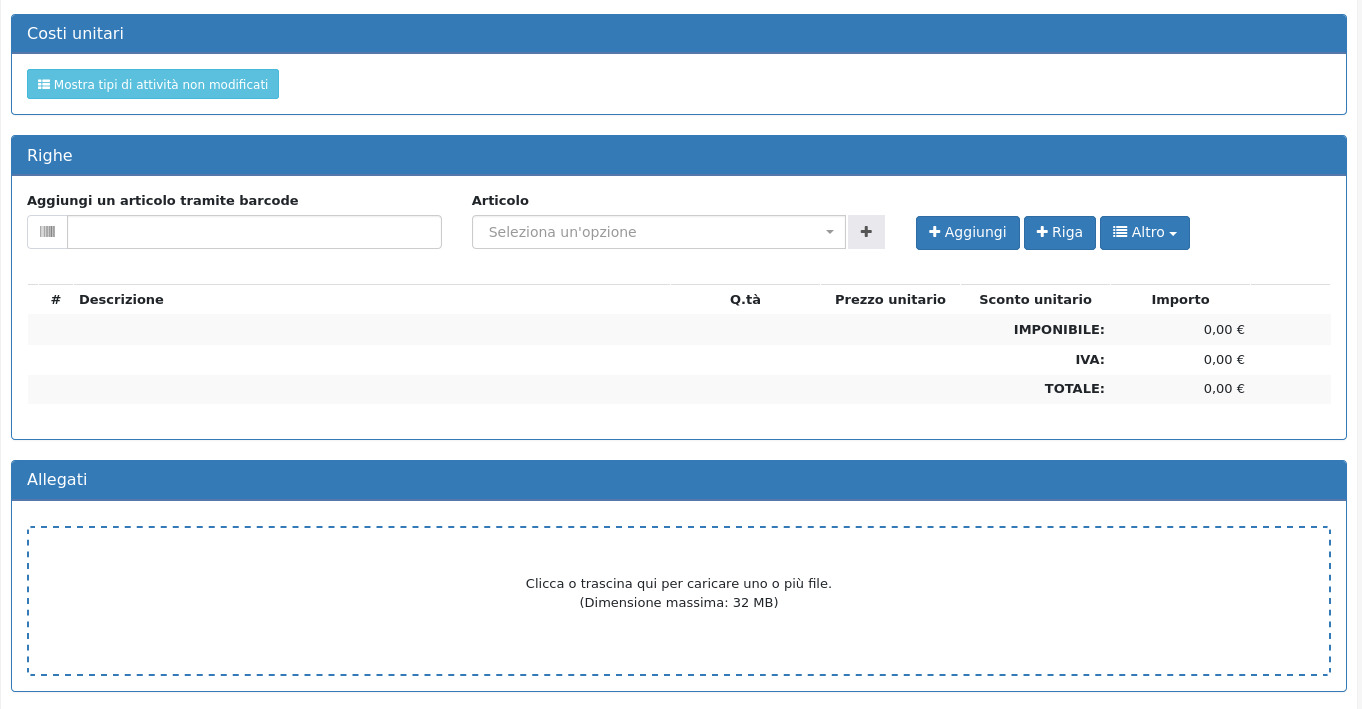 Costi unitari
Mostra tipi di attività non modificati
Righe
Aggiungi un articolo tramite barcode
Articolo
Seleziona un'opzione
Aggiungi
Riga
Altro
# Descrizione Q.tà Prezzo unitario Sconto unitario Importo
IMPONIBILE: 0,00 €
IVA: 0,00 €
TOTALE: 0,00 €
Allegati
Clicca o trascina qui per caricare uno o più file.
(Dimensione massima: 32 MB)